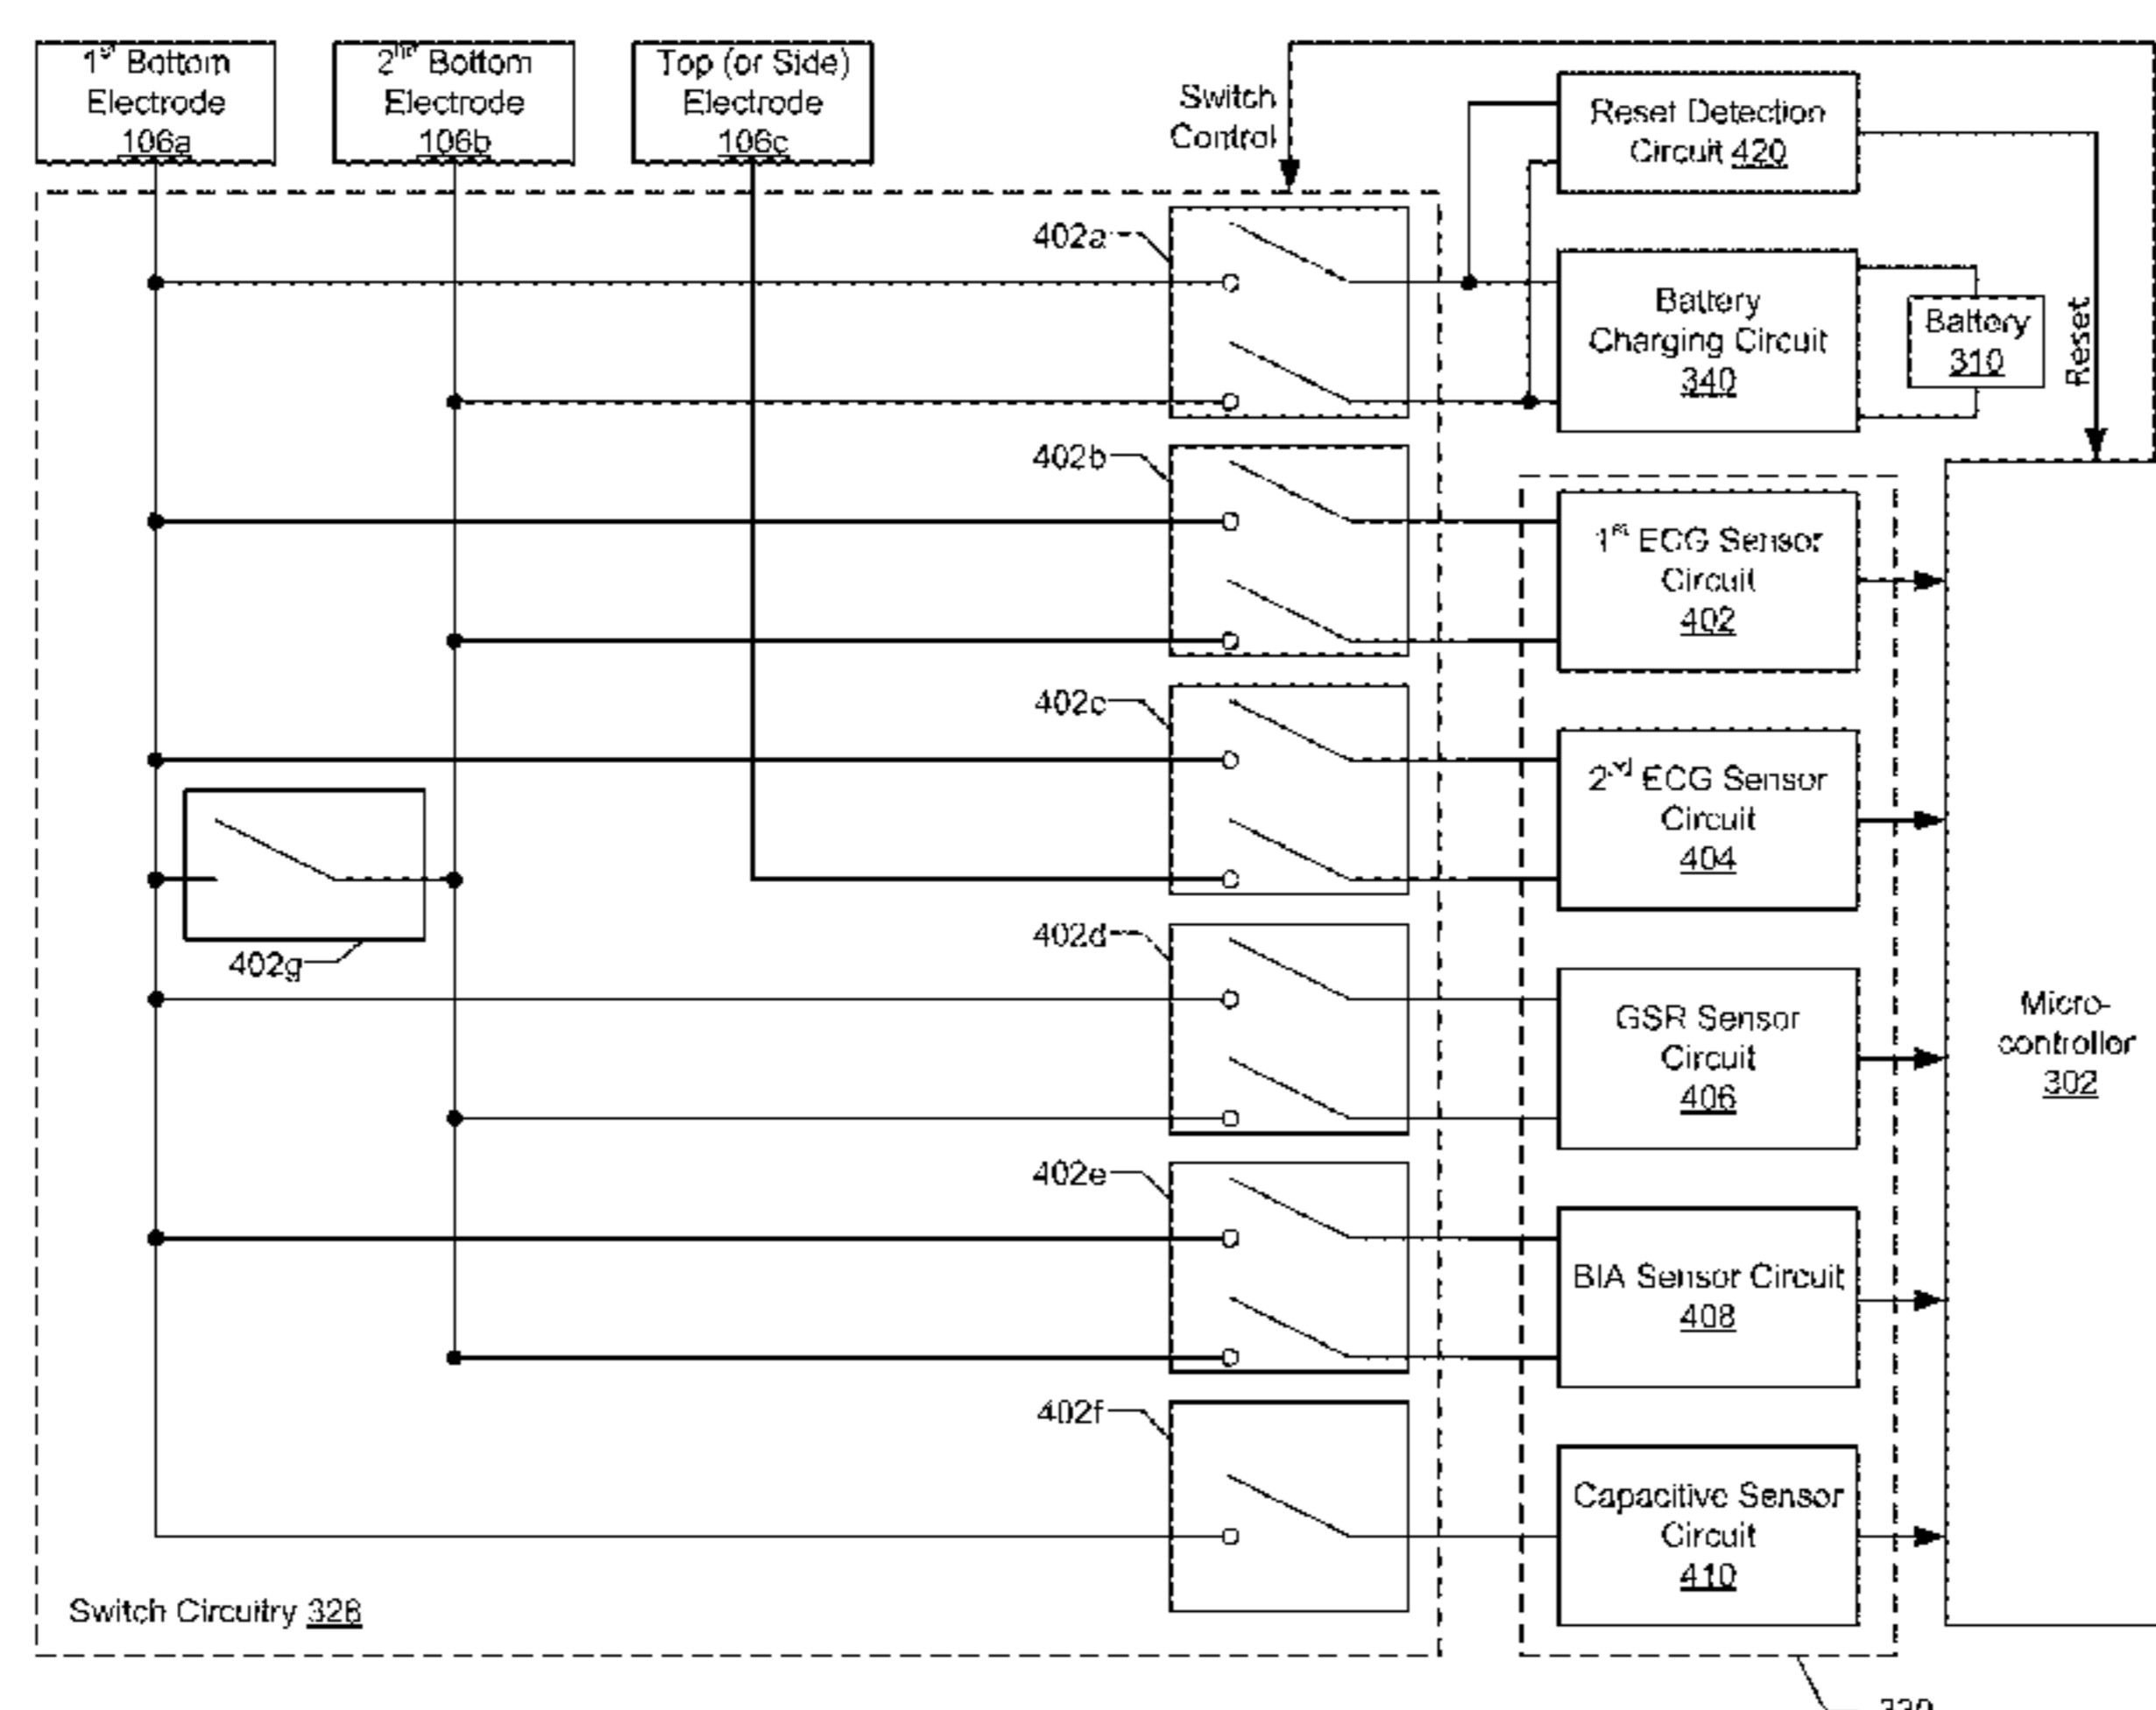 1st Bottom
Electrode
106a
2nd Bottom
Electrode
106b
Top (or Side)
Electrode
106c
Switch
Control
Reset Detection
Circuit 420
402a
Battery
Charging Circuit
340
Battery
310
Reset
402b
1st ECG Sensor
Circuit
402
402c
2nd ECG Sensor
Circuit
404
402g
402d
GSR Sensor
Circuit
406
Micro-
controller
302
402e
BIA Sensor Circuit
408
402f
Capacitive Sensor
Circuit
410
Switch Circuitry 328